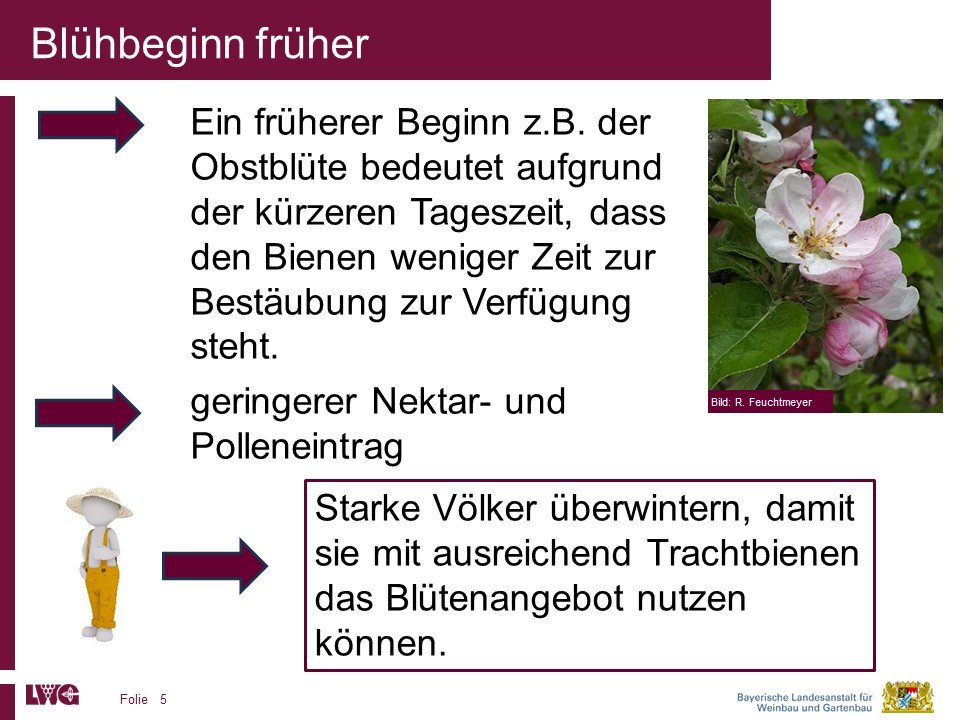 Blühbeginn früher
Ein früherer Beginn z.B. der
Obstblüte bedeutet aufgrund
der kürzeren Tageszeit, dass
den Bienen weniger Zeit zur
Bestäubung zur Verfügung
steht.
Bild: R. Feuchtmeyer
geringerer Nektar- und
Polleneintrag
Starke Völker überwintern, damit
sie mit ausreichend Trachtbienen
das Blütenangebot nutzen
können.
LWG
Folie 5
Bayerische Landesanstalt für
Weinbau und Gartenbau